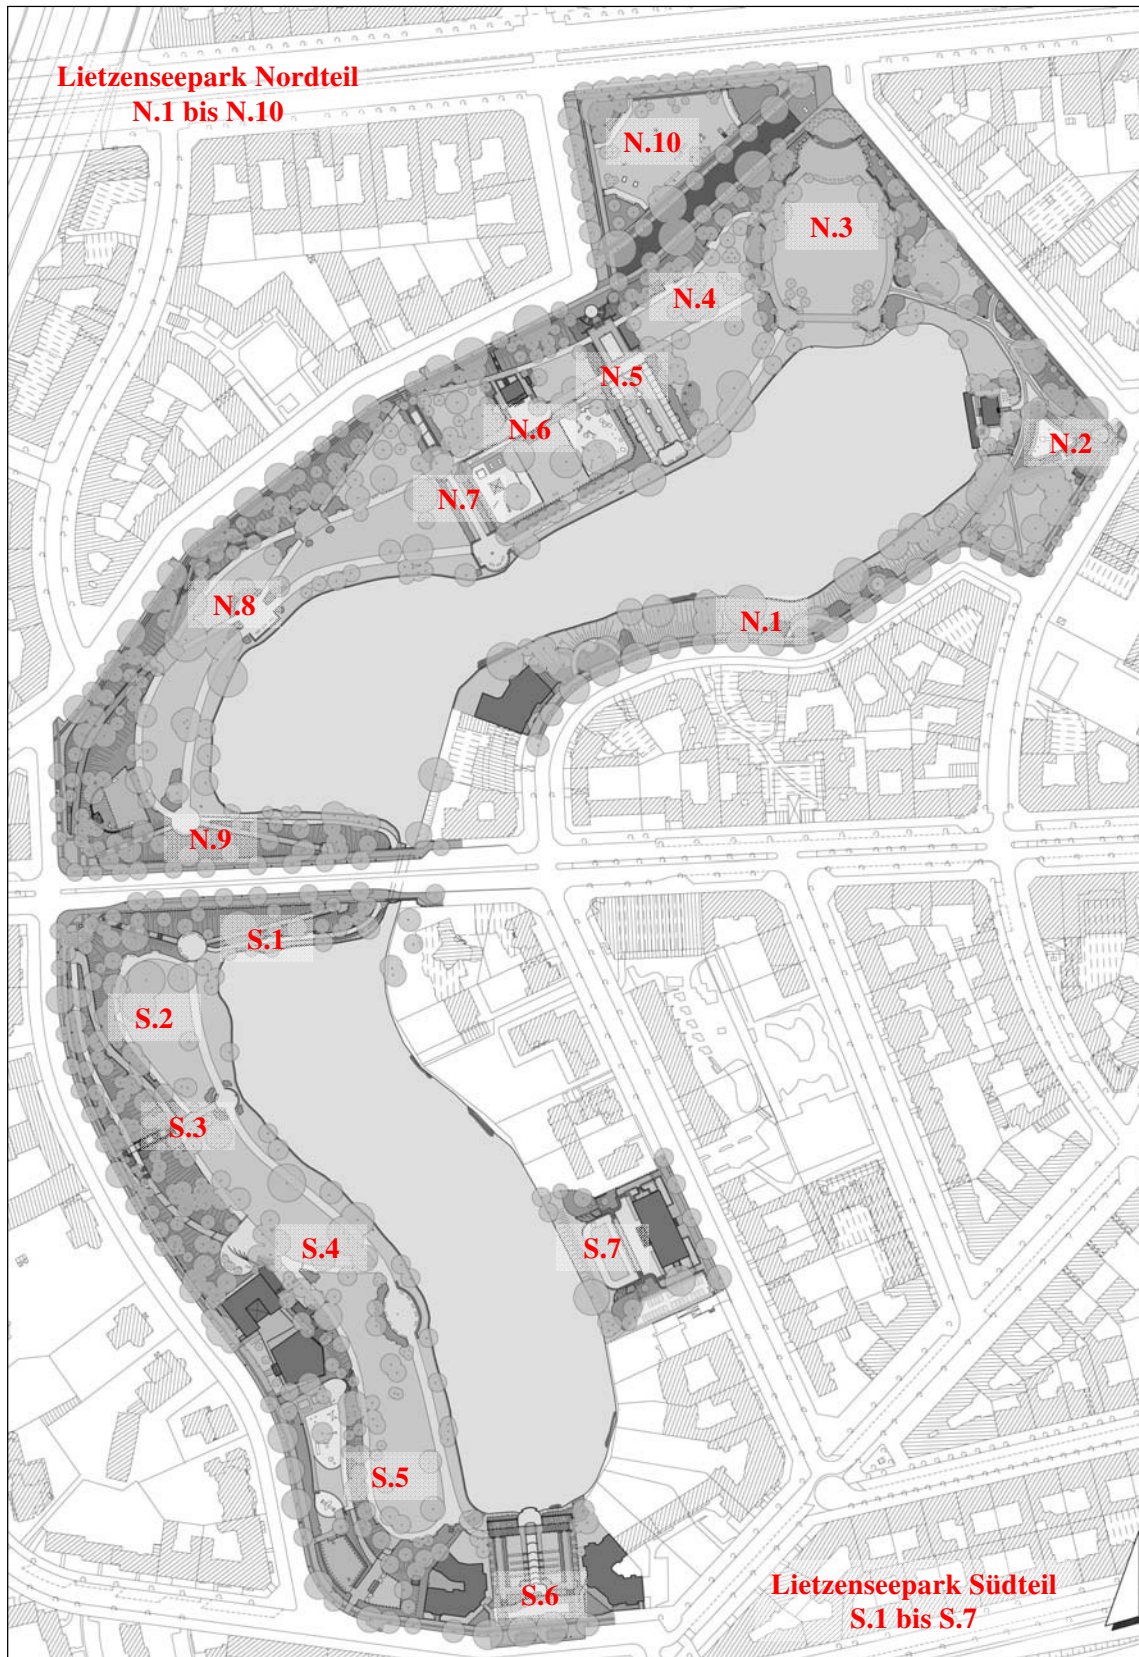 Lietzenseepark Nordteil
N.1 bis N.10
N.10
N.3
N.4
N.5
N.6
N.2
N.7
N.8
N.1
N.9
S.1
S.2
S.3
S.4
S.7
S.5
S.6
Lietzenseepark Südteil
S.1 bis S.7